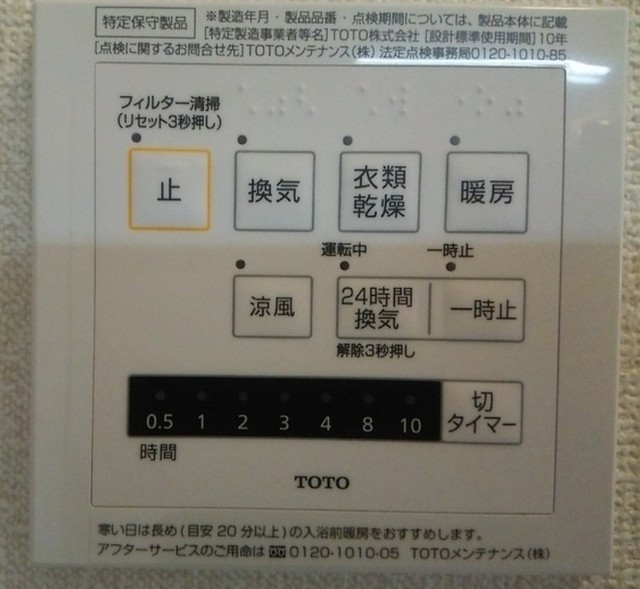 特定保守製品
※製造年月・製品品番・点検期間については、製品本体に記載
[特定製造事業者等名]TOTO株式会社 [設計標準使用期間]10年
[点検に関するお問合せ先]TOTOメンテナンス(株) 法定点検事務局0120-1010-85
フィルター清掃
(リセット3秒押し)
止
換気
衣類
乾燥
暖房
運転中
一時止
涼風
24時間
換気
一時止
解除3秒押し
0.5 1 2 3 4 8 10
切
タイマー
時間
TOTO
寒い日は長め(目安20分以上)の入浴前暖房をおすすめします。
アフターサービスのご用命は 0120-1010-05 TOTOメンテナンス(株)